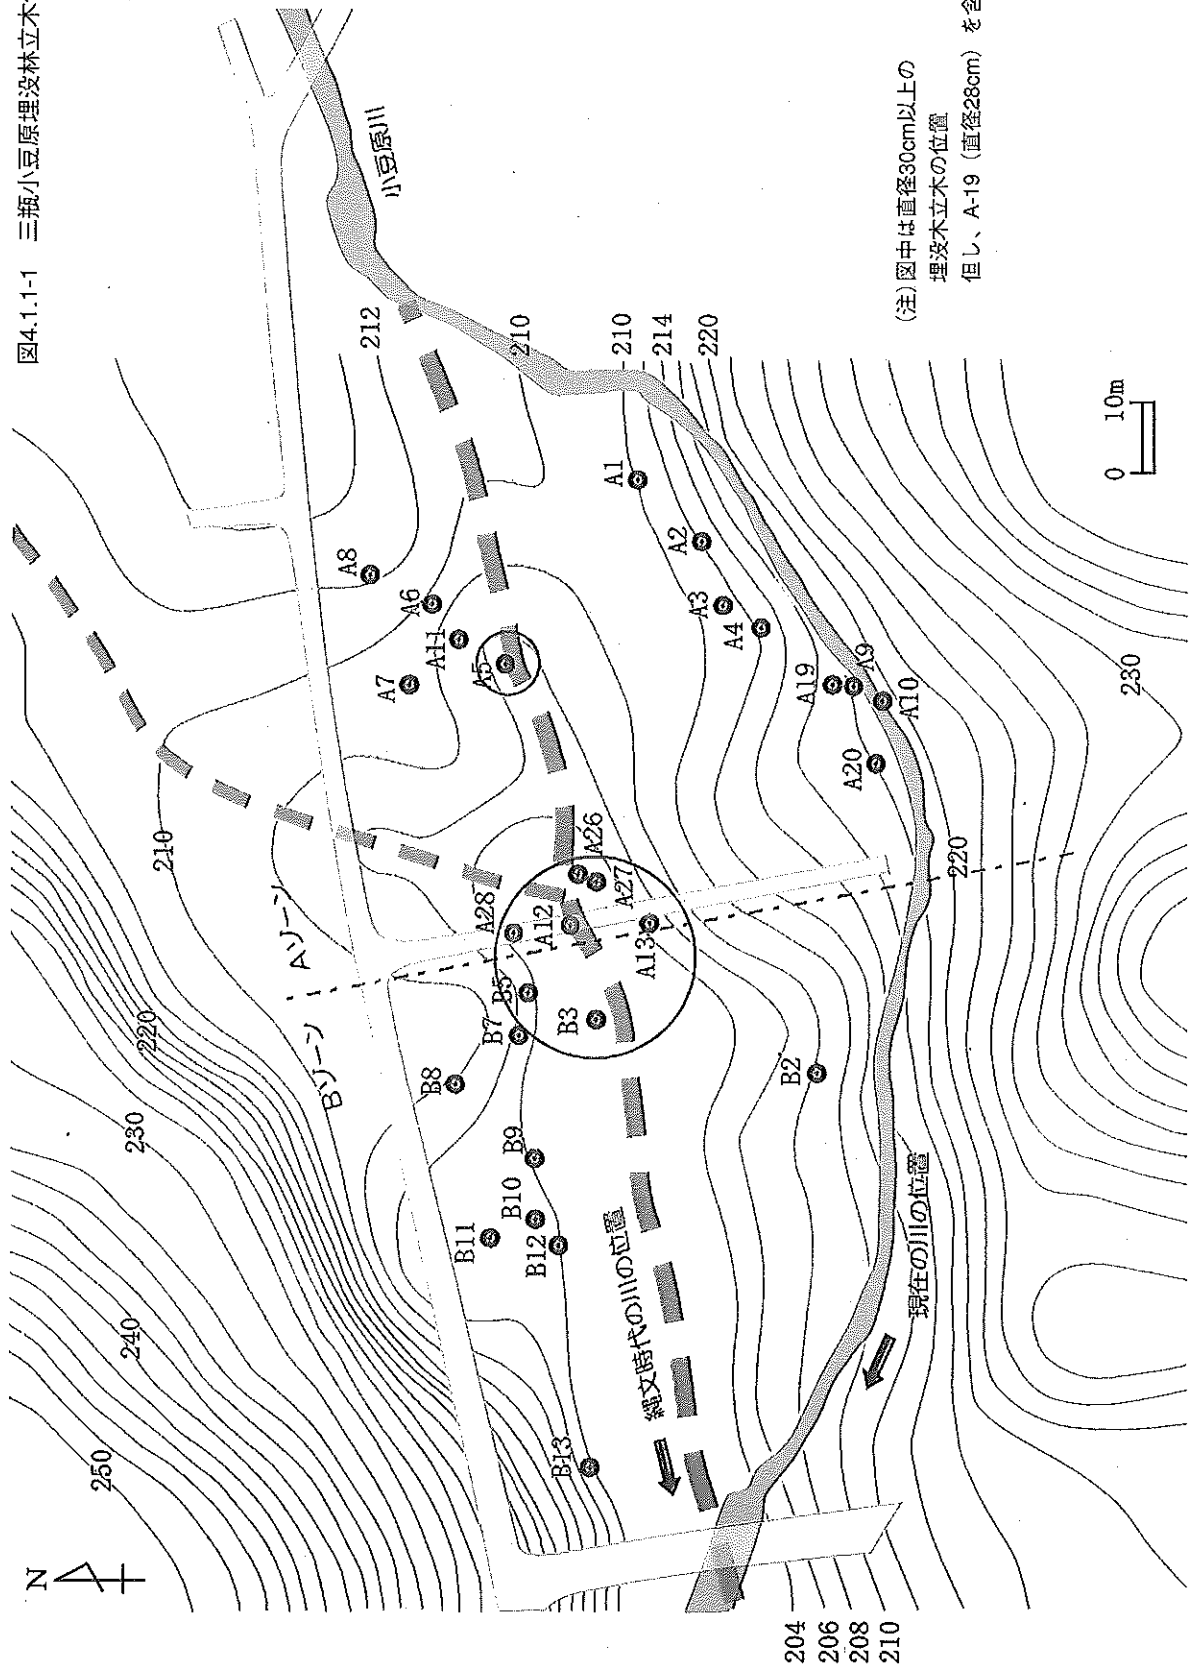 図4.1.1-1 三瓶小豆原埋没林立木
小豆原川
212
210
210
214
220
A8
A6
A11
A7
A5
A1
A2
A3
A4
A19
A9
A10
A20
230
210
Aゾーン
Bゾーン
A28
A12
A26
A27
A13
220
220
230
240
250
B5
B7
B8
B3
B2
B9
B10
B11
B12
B13
縄文時代の川の位置
現在の川の位置
204
206
208
210
N
0 10m
(注)図中は直径30cm以上の
埋没木立木の位置
但し、A-19(直径28cm)を含